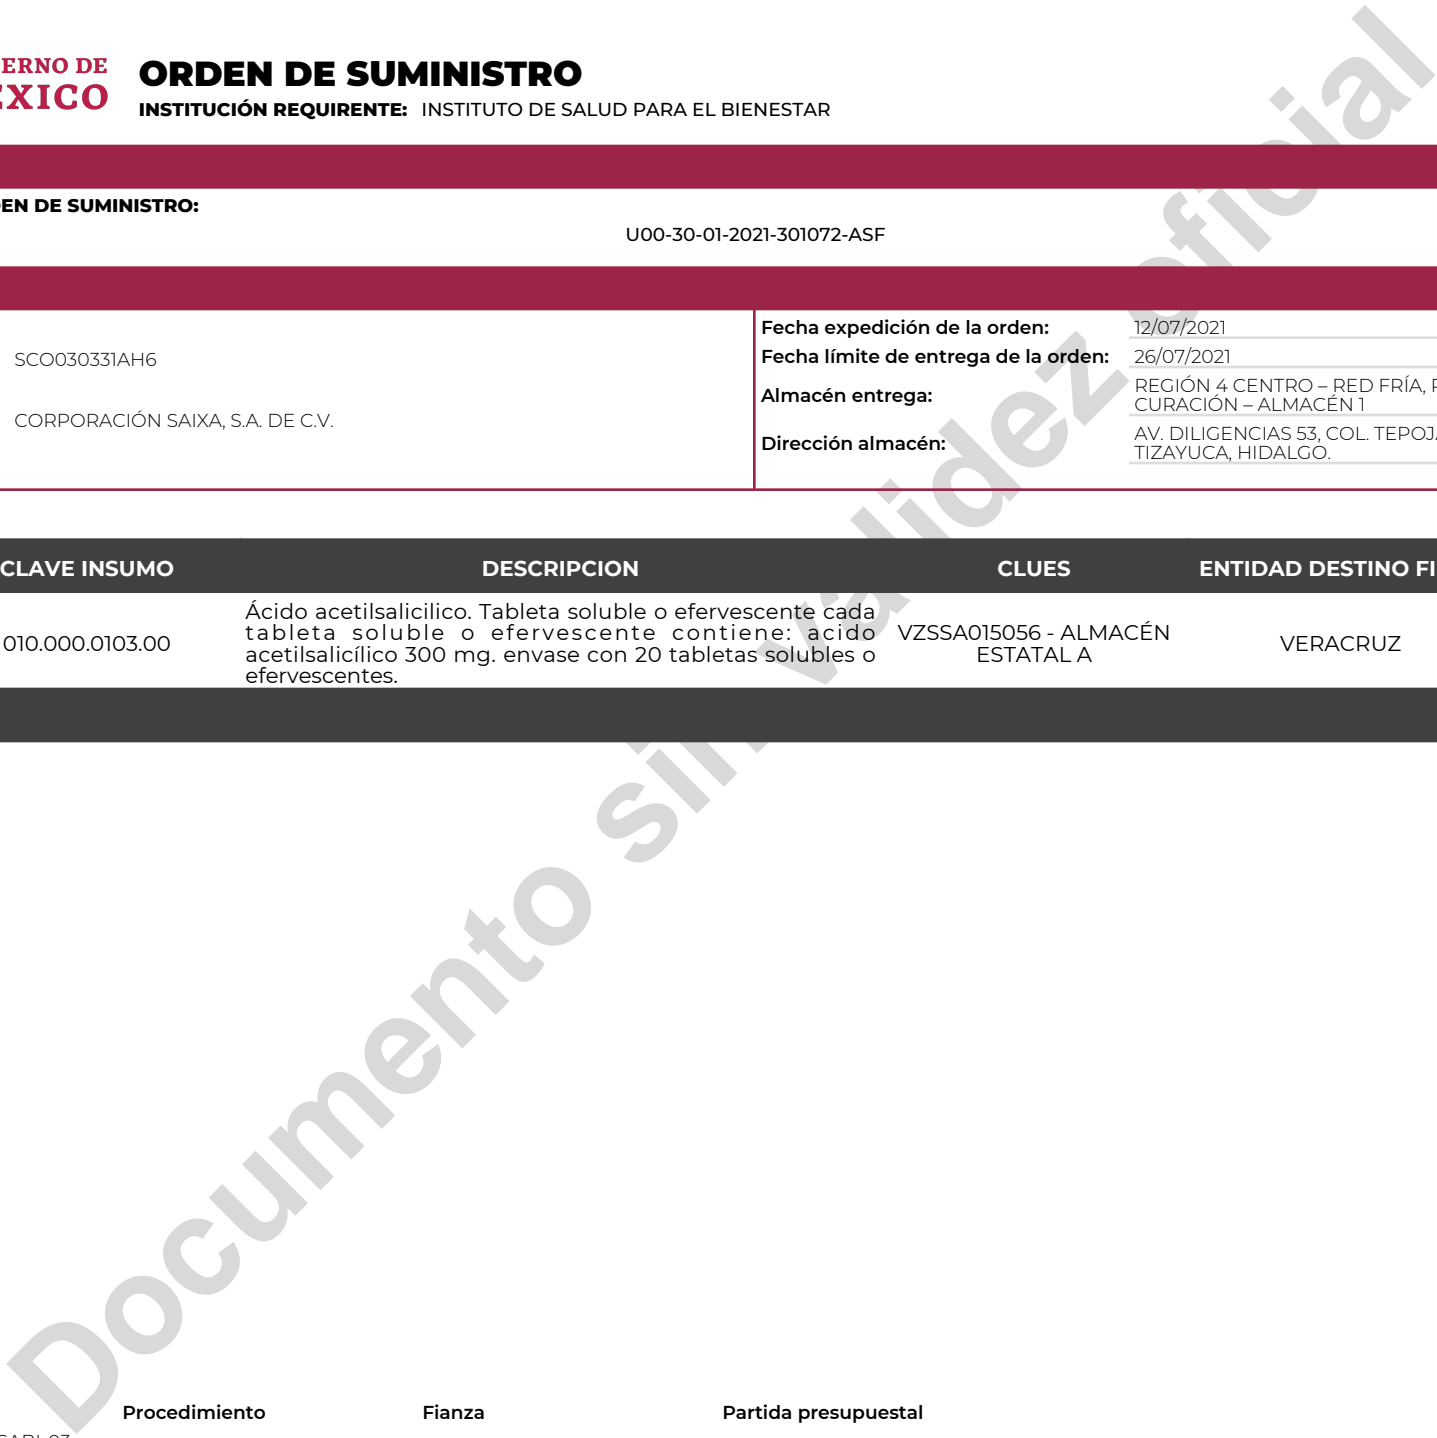 ERNO DE
ÉXICO
ORDEN DE SUMINISTRO
INSTITUCIÓN REQUIRENTE: INSTITUTO DE SALUD PARA EL BIENESTAR
EN DE SUMINISTRO:
U00-30-01-2021-301072-ASF
SCO030331AH6
CORPORACIÓN SAIXA, S.A. DE C.V.
Fecha expedición de la orden: 12/07/2021
Fecha límite de entrega de la orden: 26/07/2021
Almacén entrega: REGIÓN 4 CENTRO – RED FRÍA,
CURACIÓN – ALMACÉN 1
Dirección almacén: AV. DILIGENCIAS 53, COL. TEPOJA
TIZAYUCA, HIDALGO.
CLAVE INSUMO DESCRIPCION CLUES ENTIDAD DESTINO FI
010.000.0103.00
Ácido acetilsalicilico. Tableta soluble o efervescente cada
tableta soluble o efervescente contiene: acido
acetilsalicílico 300 mg. envase con 20 tabletas solubles o
efervescentes.
VZSSA015056 - ALMACÉN
ESTATAL A
VERACRUZ
Documento sin validez oficial
Procedimiento Fianza Partida presupuestal